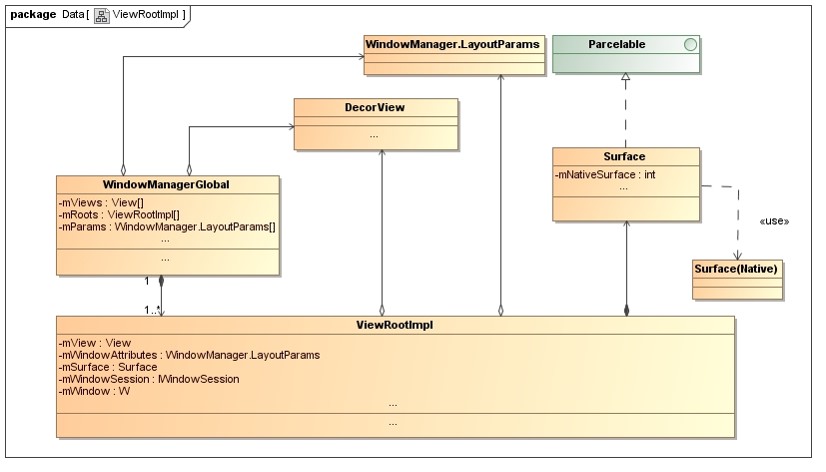 package Data [ ViewRootImpl ]
WindowManager.LayoutParams
Parcelable
DecorView
...
Surface
-mNativeSurface : int
...
WindowManagerGlobal
-mViews : View[]
-mRoots : ViewRootImpl[]
-mParams : WindowManager.LayoutParams[]
...
...
«use»
Surface(Native)
1
1..*
ViewRootImpl
-mView : View
-mWindowAttributes : WindowManager.LayoutParams
-mSurface : Surface
-mWindowSession : IWindowSession
-mWindow : W
...
...